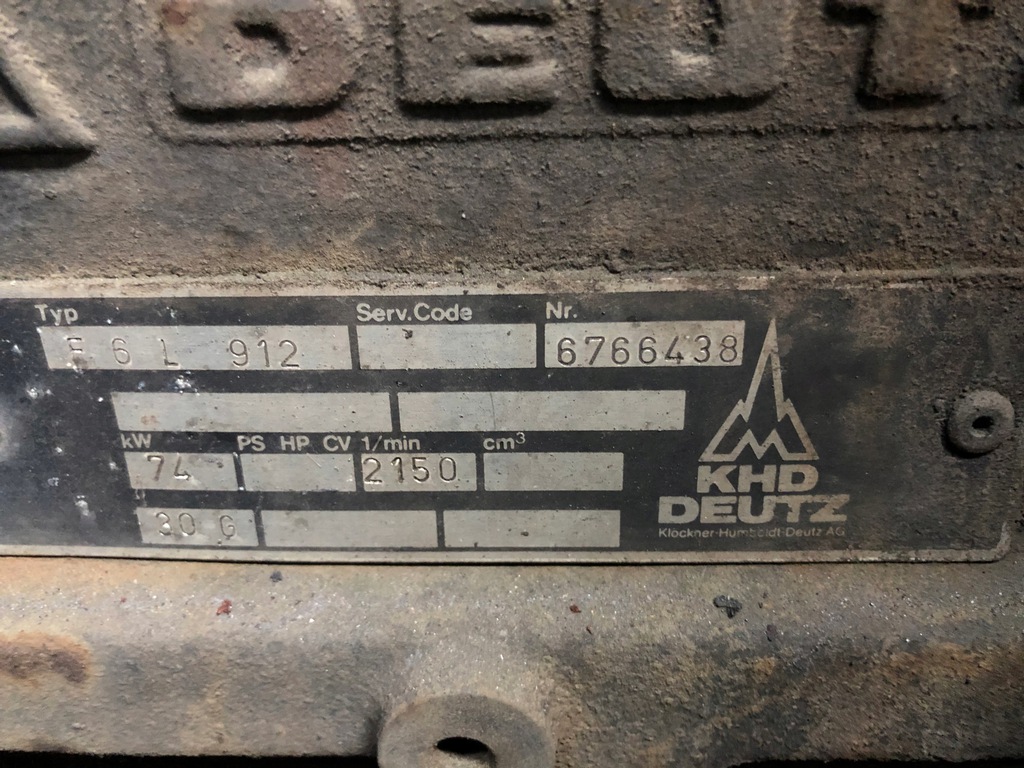 DEUT
Typ Serv.Code Nr.
F 6 L 912 6766438
kW PS HP CV 1/min cm³
74 2150
30 G
KHD
DEUTZ
Klöckner-Humboldt-Deutz AG